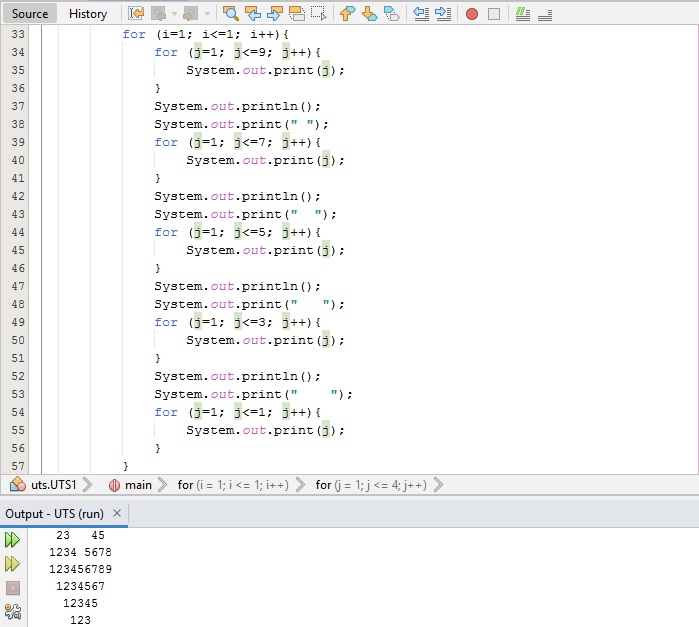 Source History
33 for (i=1; i<=1; i++){
34 for (j=1; j<=9; j++){
35 System.out.print(j);
36 }
37 System.out.println();
38 System.out.print(" ");
39 for (j=1; j<=7; j++){
40 System.out.print(j);
41 }
42 System.out.println();
43 System.out.print("  ");
44 for (j=1; j<=5; j++){
45 System.out.print(j);
46 }
47 System.out.println();
48 System.out.print("   ");
49 for (j=1; j<=3; j++){
50 System.out.print(j);
51 }
52 System.out.println();
53 System.out.print("    ");
54 for (j=1; j<=1; j++){
55 System.out.print(j);
56 }
57 }
uts.UTS1 main for (i = 1; i <= 1; i++) for (j = 1; j <= 4; j++)
Output - UTS (run) ×
23   45
1234 5678
123456789
1234567
12345
123